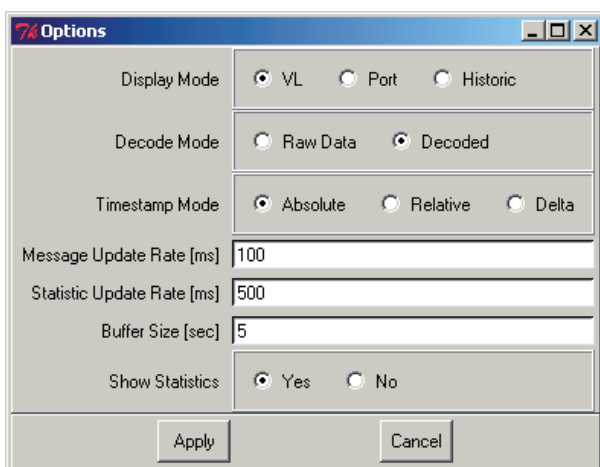 Options
Display Mode VL Port Historic
Decode Mode Raw Data Decoded
Timestamp Mode Absolute Relative Delta
Message Update Rate [ms] 100
Statistic Update Rate [ms] 500
Buffer Size [sec] 5
Show Statistics Yes No
Apply Cancel